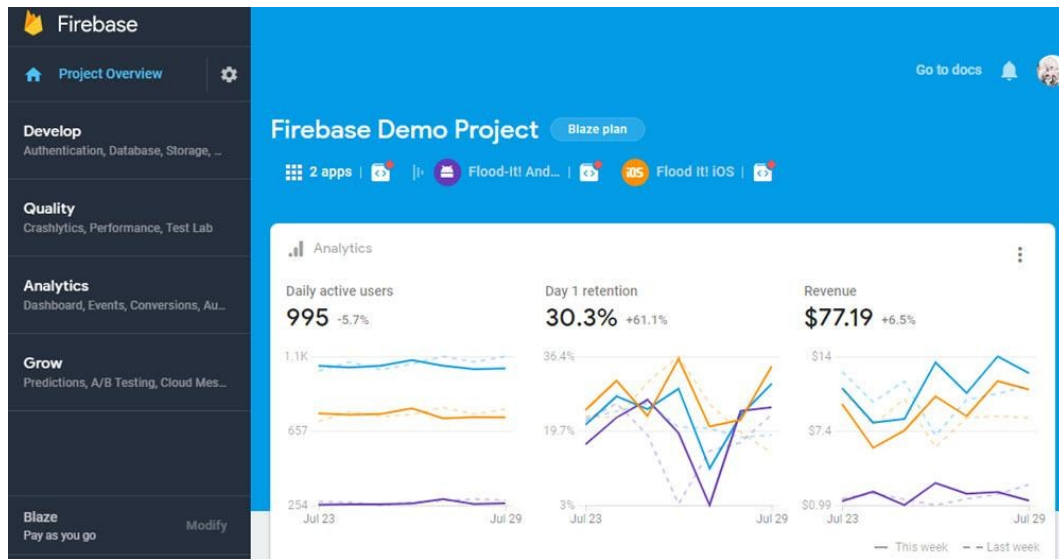 Firebase
Project Overview
Go to docs
Develop
Authentication, Database, Storage, ...
Quality
Crashlytics, Performance, Test Lab
Analytics
Dashboard, Events, Conversions, Au...
Grow
Predictions, A/B Testing, Cloud Mes...
Blaze
Modify
Pay as you go
Firebase Demo Project
Blaze plan
2 apps | Flood-It! And... | iOS Flood It! iOS |
Analytics
Daily active users
995 -5.7%
1.1K
657
254
Jul 23 Jul 29
Day 1 retention
30.3% +61.1%
36.4%
19.7%
3%
Jul 23 Jul 29
Revenue
$77.19 +6.5%
$14
$7.4
$0.99
Jul 23 Jul 29
This week Last week